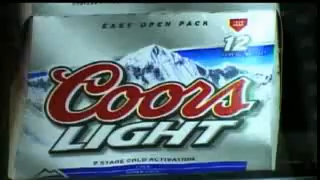 EASY OPEN PACK
12
Coors
LIGHT
2 STAGE COLD ACTIVATION